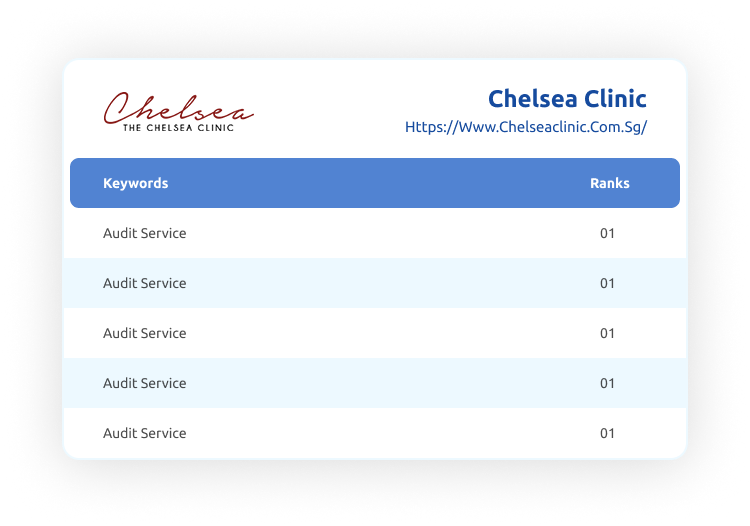 Chelsea
THE CHELSEA CLINIC
Chelsea Clinic
Https://Www.Chelseaclinic.Com.Sg/
Keywords Ranks
Audit Service 01
Audit Service 01
Audit Service 01
Audit Service 01
Audit Service 01